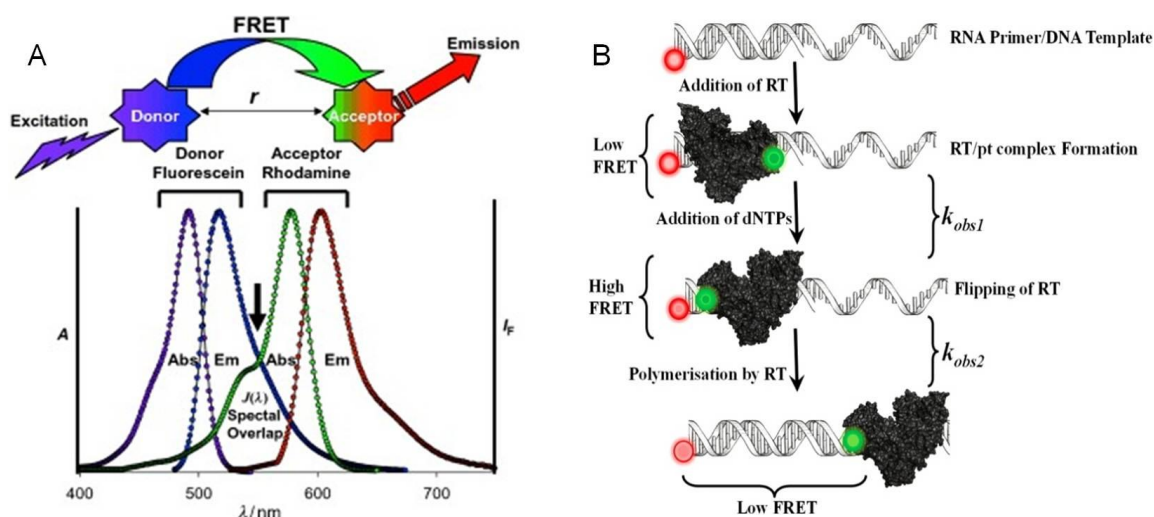 A
FRET
Emission
Excitation
Donor
r
Acceptor
Donor
Fluorescein
Acceptor
Rhodamine
A
Abs
Em
Abs
Em
J(λ)
Spectal
Overlap
I_F
400
500
600
700
λ/nm
B
RNA Primer/DNA Template
Addition of RT
Low
FRET
RT/pt complex Formation
Addition of dNTPs
k_obs1
High
FRET
Flipping of RT
Polymerisation by RT
k_obs2
Low FRET